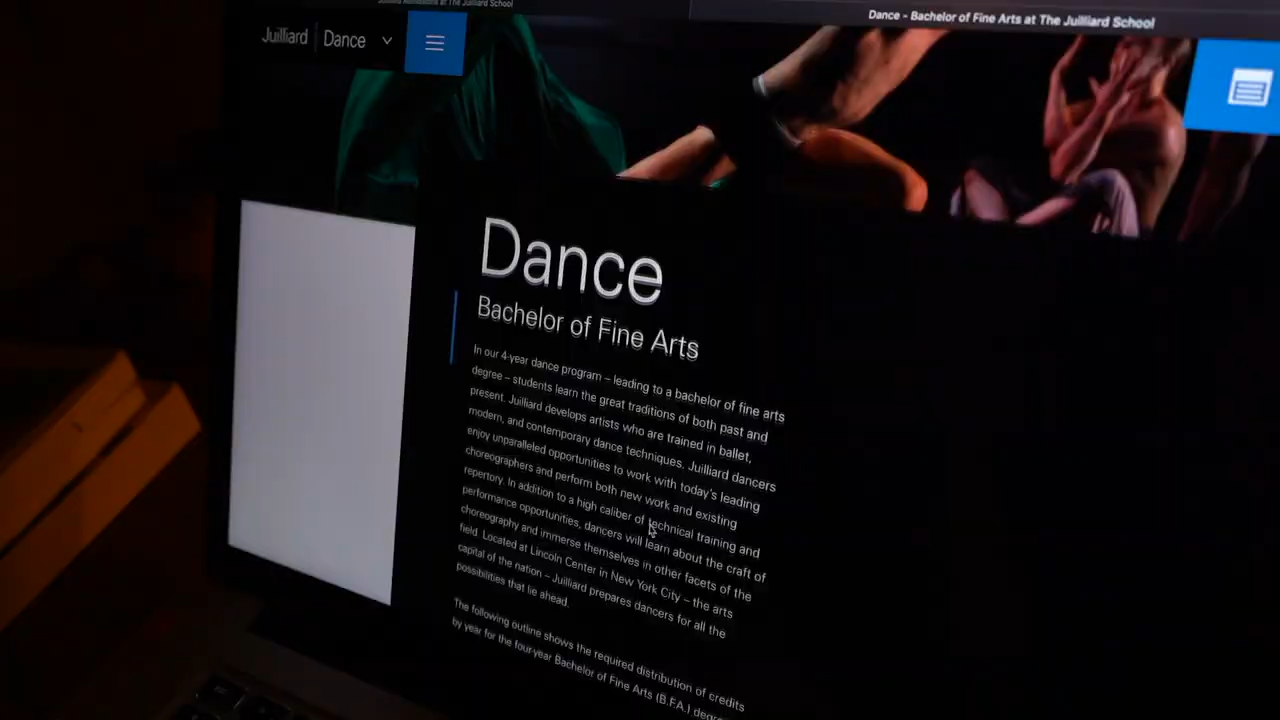 Juilliard Admissions at The Juilliard School
Dance - Bachelor of Fine Arts at The Juilliard School
Juilliard Dance
Dance
Bachelor of Fine Arts
In our 4-year dance program – leading to a bachelor of fine arts
degree – students learn the great traditions of both past and
present. Juilliard develops artists who are trained in ballet,
modern, and contemporary dance techniques. Juilliard dancers
enjoy unparalleled opportunities to work with today's leading
choreographers and perform both new work and existing
repertory. In addition to a high caliber of technical training and
performance opportunities, dancers will learn about the craft of
choreography and immerse themselves in other facets of the
field. Located at Lincoln Center in New York City – the arts
capital of the nation – Juilliard prepares dancers for all the
possibilities that lie ahead.
The following outline shows the required distribution of credits
by year for the four-year Bachelor of Fine Arts (B.F.A.) degre